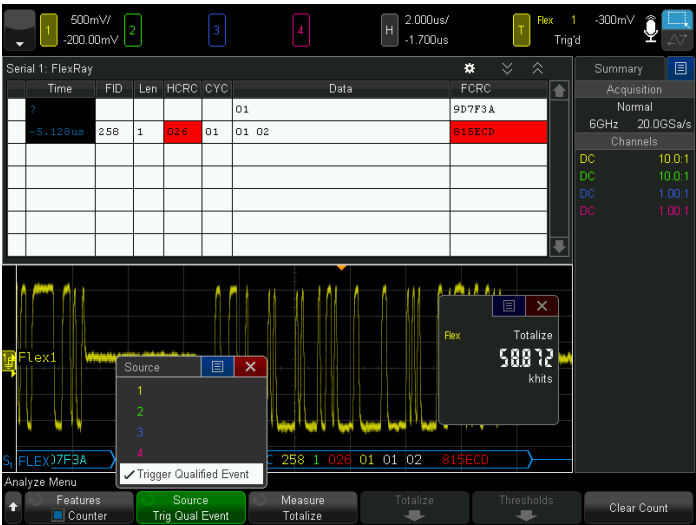 1 500mV/ -200.00mV 2 3 4 H 2.000us/ -1.700us T Flex 1 -300mV Trig'd
Serial 1: FlexRay
Time FID Len HCRC CYC Data FCRC
? 01 9D7F3A
-5.128us 258 1 026 01 01 02 815ECD
Summary
Acquisition
Normal
6GHz 20.0GSa/s
Channels
DC 10.0:1
DC 10.0:1
DC 1.00:1
DC 1.00:1
Flex1
Flex Totalize
58.872
khits
Source
1
2
3
4
✓ Trigger Qualified Event
S1 FLEX 7F3A 258 1 026 01 01 02 815ECD
Analyze Menu
Features
Counter
Source
Trig Qual Event
Measure
Totalize
Totalize
Thresholds
Clear Count